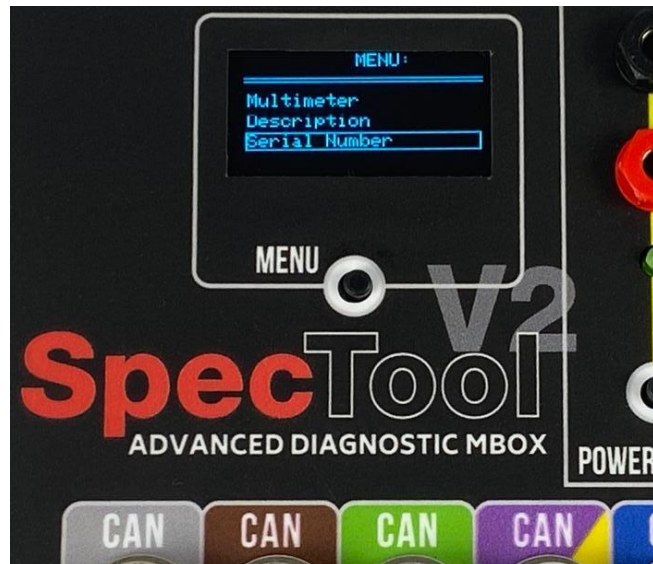 MENU:
Multimeter
Description
Serial Number
MENU
V2
SpecTool
ADVANCED DIAGNOSTIC MBOX
POWER
CAN CAN CAN CAN